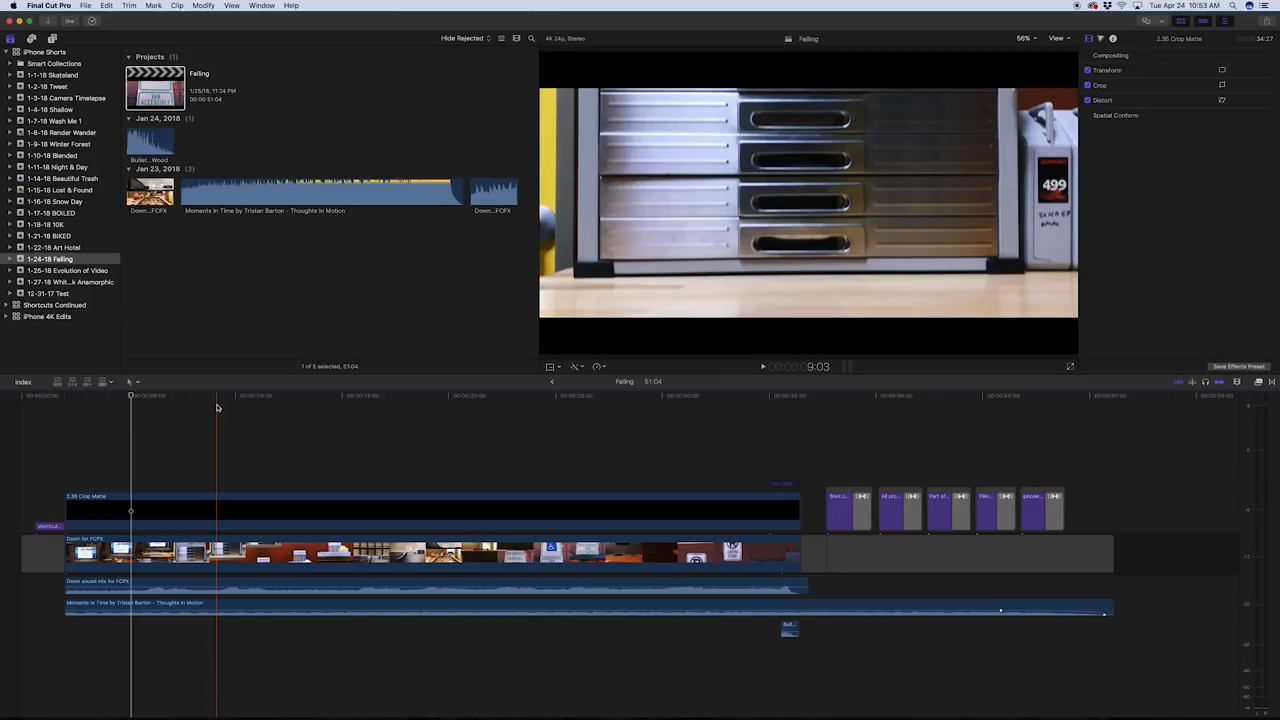 Final Cut Pro File Edit Trim Mark Clip Modify View Window Help
Tue Apr 24 10:53 AM
Hide Rejected
4K 24p, Stereo
Falling
56%
View
2.35 Crop Matte
34:27
iPhone Shorts
Smart Collections
1-1-18 Skateland
1-2-18 Tweet
1-3-18 Camera Timelapse
1-4-18 Shallow
1-7-18 Wash Me 1
1-8-18 Render Wander
1-9-18 Winter Forest
1-10-18 Blended
1-11-18 Night & Day
1-14-18 Beautiful Trash
1-15-18 Lost & Found
1-16-18 Snow Day
1-17-18 BOILED
1-18-18 10K
1-21-18 BIKED
1-22-18 Art Hotel
1-24-18 Falling
1-25-18 Evolution of Video
1-27-18 Whit...k Anamorphic
12-31-17 Test
Shortcuts Continued
iPhone 4K Edits
Projects (1)
Falling
1/25/18, 11:24 PM
00:00:51:04
VAN
ACCESSIBLE
Jan 24, 2018 (1)
Bullet...Wood
Jan 23, 2018 (3)
Down...FCPX
Moments In Time by Tristan Barton - Thoughts In Motion
Down...FCPX
1 of 5 selected, 51:04
499
Compositing
Transform
Crop
Distort
Spatial Conform
9:03
Save Effects Preset
Index
Falling 51:04
00:00:00:00
00:00:05:00
00:00:10:00
00:00:15:00
00:00:20:00
00:00:25:00
00:00:30:00
00:00:35:00
00:00:40:00
00:00:45:00
00:00:50:00
00:00:55:00
2.35 Crop Matte
shortcut...
Shot o...
All pro...
Part of...
Film...
iphone...
Down for FCPX
Down sound mix for FCPX
Moments In Time by Tristan Barton - Thoughts In Motion
Bull...
L R